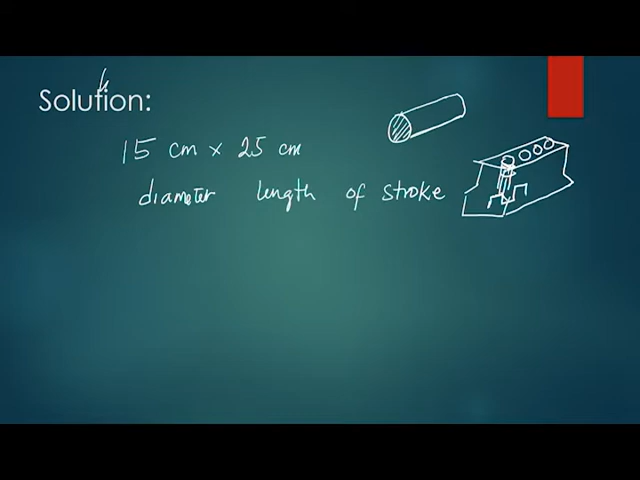 Solution:
15 cm × 25 cm
diameter length of stroke